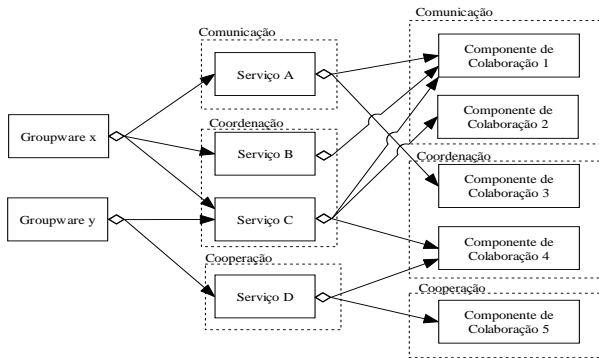 Comunicação
Serviço A
Coordenação
Serviço B
Serviço C
Cooperação
Serviço D
Groupware x
Groupware y
Comunicação
Componente de
Colaboração 1
Componente de
Colaboração 2
Coordenação
Componente de
Colaboração 3
Componente de
Colaboração 4
Cooperação
Componente de
Colaboração 5